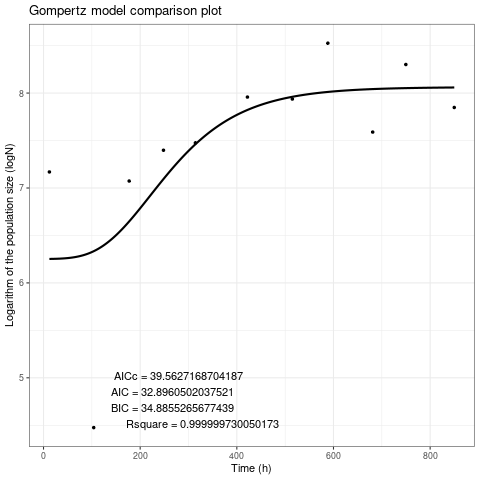 Gompertz model comparison plot
8
7
6
5
Logarithm of the population size (logN)
AICc = 39.5627168704187
AIC = 32.8960502037521
BIC = 34.8855265677439
Rsquare = 0.999999730050173
0 200 400 600 800
Time (h)